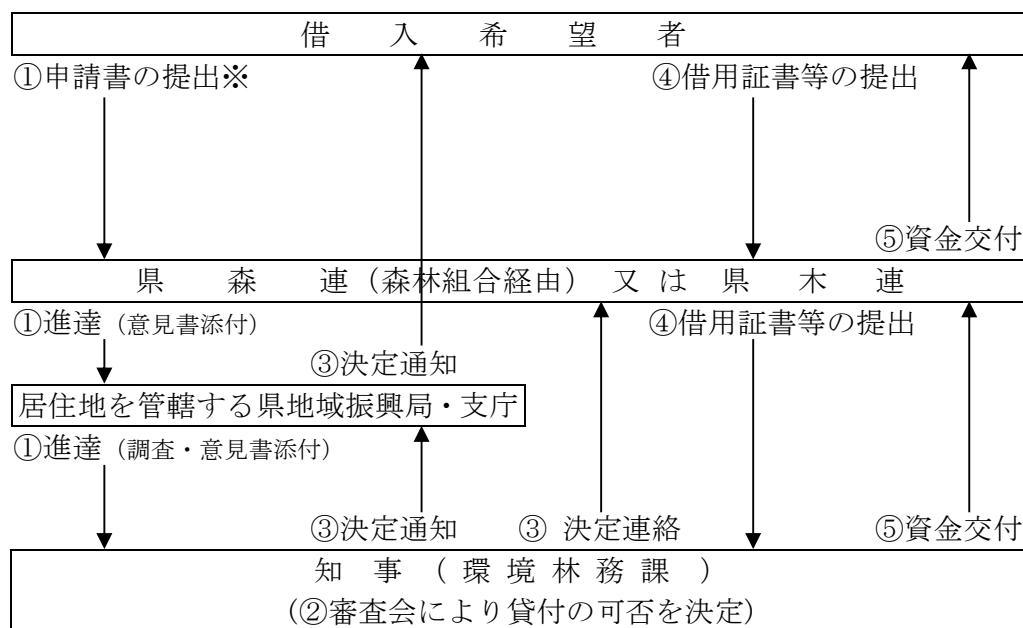 借入希望者
①申請書の提出※ ④借用証書等の提出
⑤資金交付
県森連(森林組合経由)又は県木連
①進達(意見書添付) ④借用証書等の提出
③決定通知
居住地を管轄する県地域振興局・支庁
①進達(調査・意見書添付)
③決定通知 ③ 決定連絡 ⑤資金交付
知事(環境林務課)
(②審査会により貸付の可否を決定)